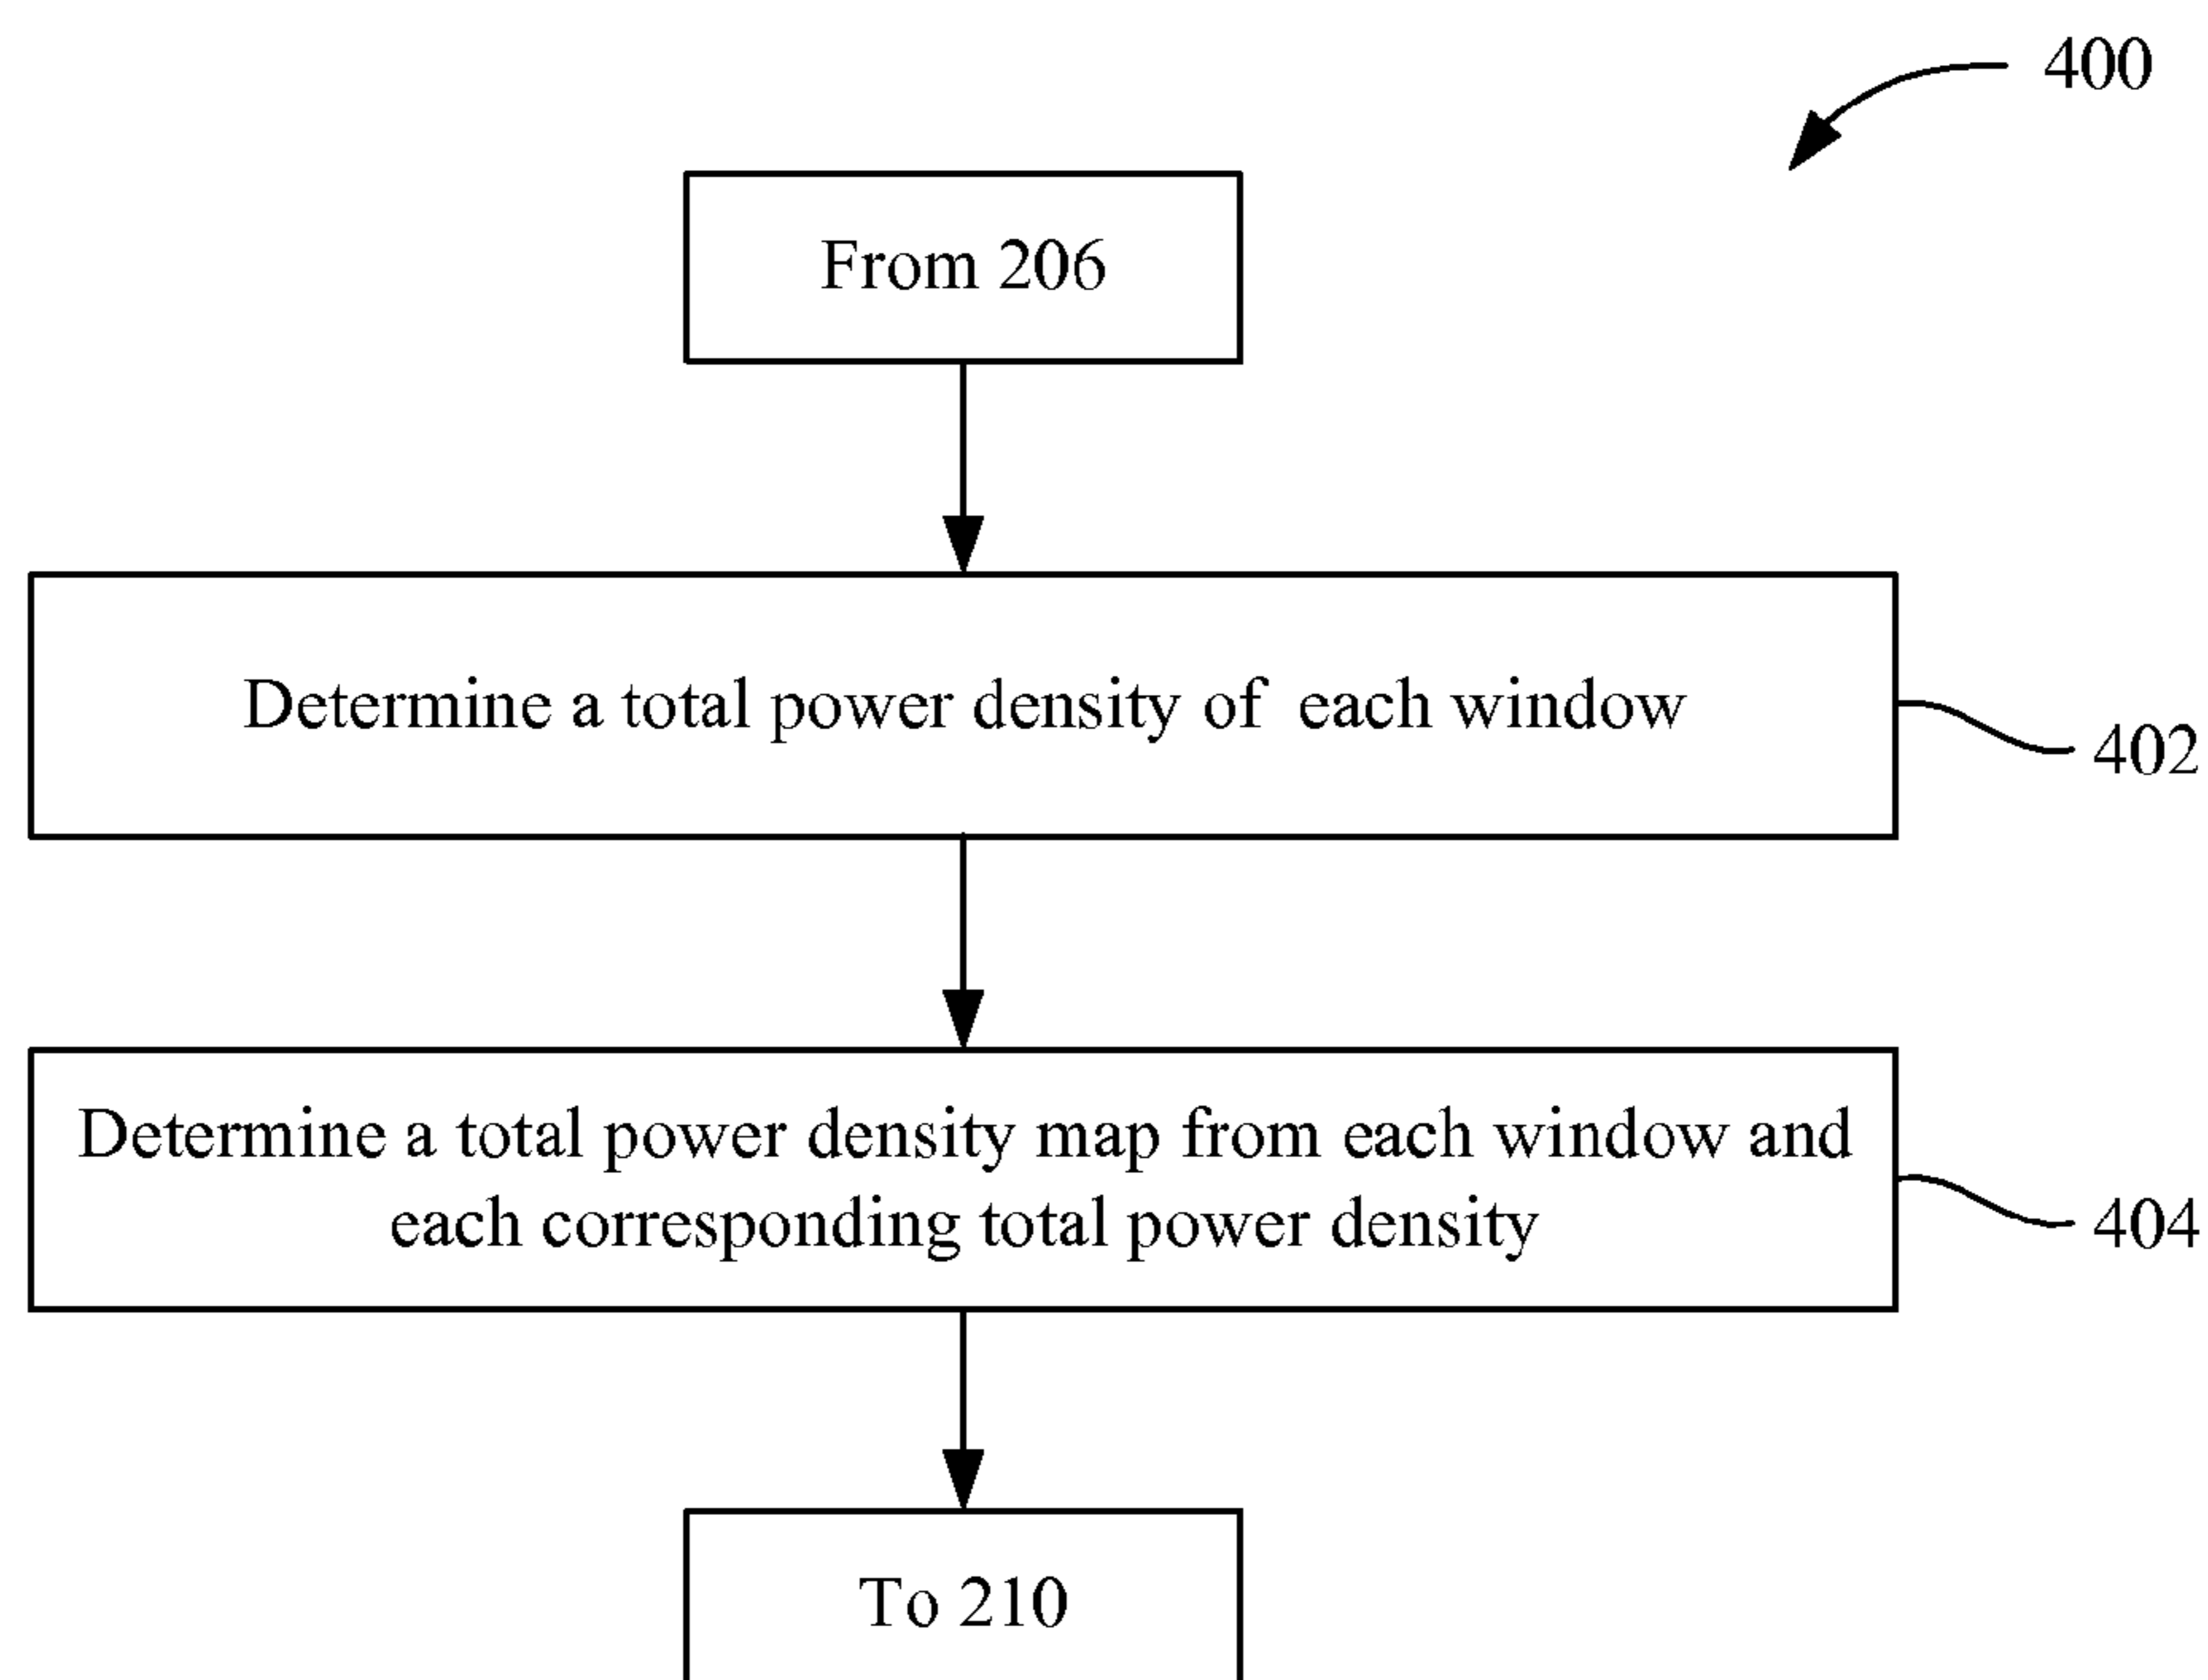 400
From 206
Determine a total power density of each window
402
Determine a total power density map from each window and
each corresponding total power density
404
To 210